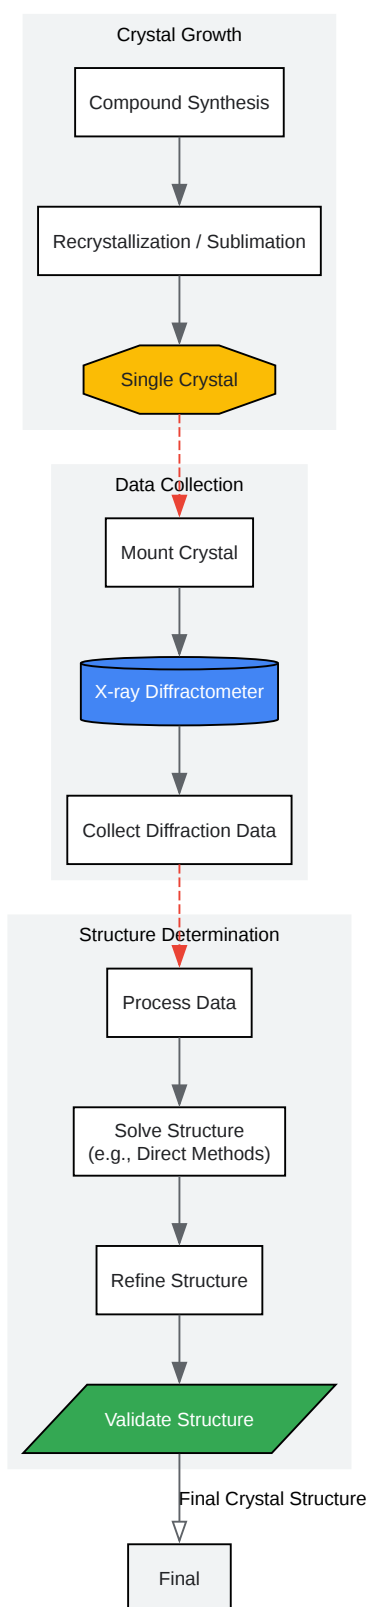 Crystal Growth
Compound Synthesis
Recrystallization / Sublimation
Single Crystal
Data Collection
Mount Crystal
X-ray Diffractometer
Collect Diffraction Data
Structure Determination
Process Data
Solve Structure
(e.g., Direct Methods)
Refine Structure
Validate Structure
Final Crystal Structure
Final